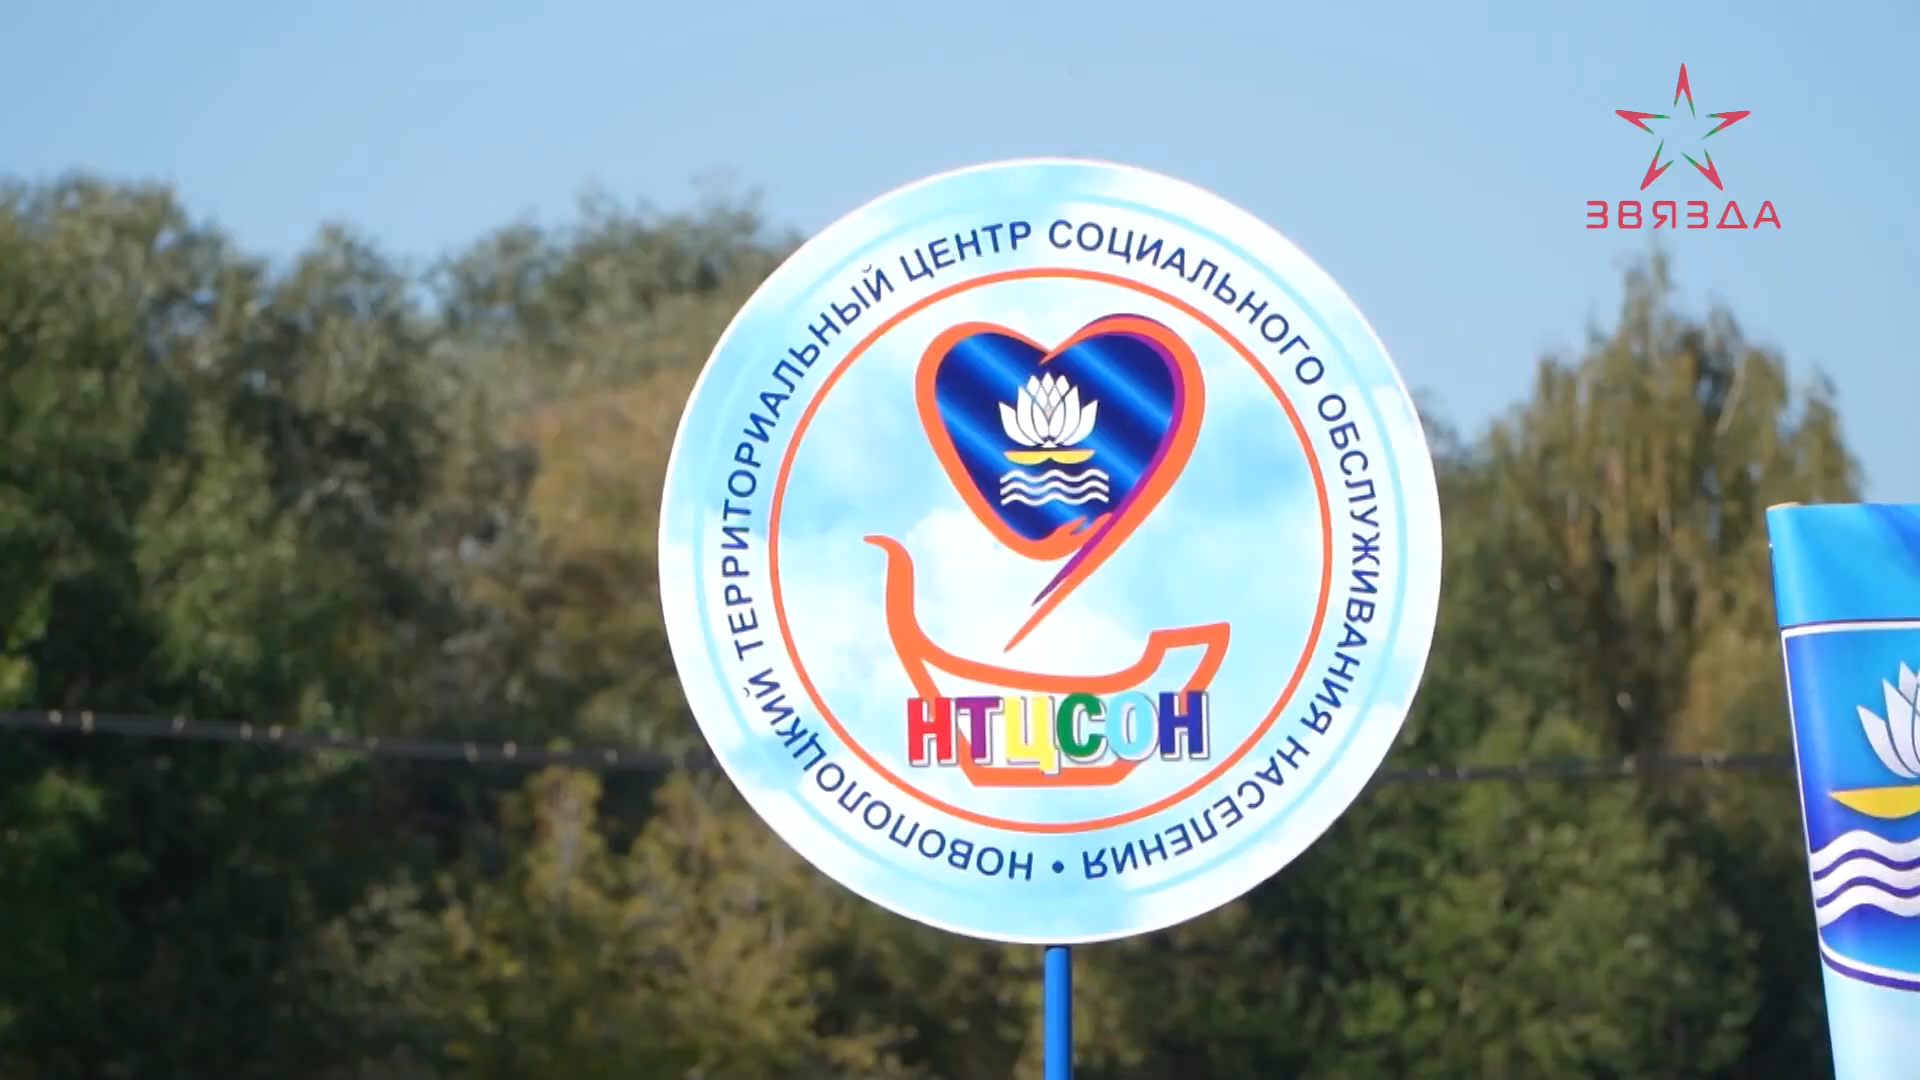 ЗВЯЗДА
НОВОПОЛОЦКИЙ ТЕРРИТОРИАЛЬНЫЙ ЦЕНТР СОЦИАЛЬНОГО ОБСЛУЖИВАНИЯ НАСЕЛЕНИЯ •
НТЦСОН